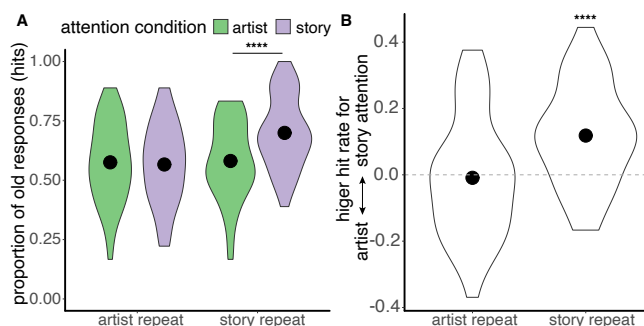 A
attention condition artist story
proportion of old responses (hits)
1.00
0.75
0.50
0.25
0.00
****
artist repeat story repeat
B
higer hit rate for
artist ↔ story attention
0.4
0.2
0.0
-0.2
-0.4
****
artist repeat story repeat